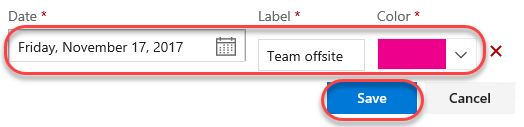 Date * Label * Color *
Friday, November 17, 2017 Team offsite
Save Cancel